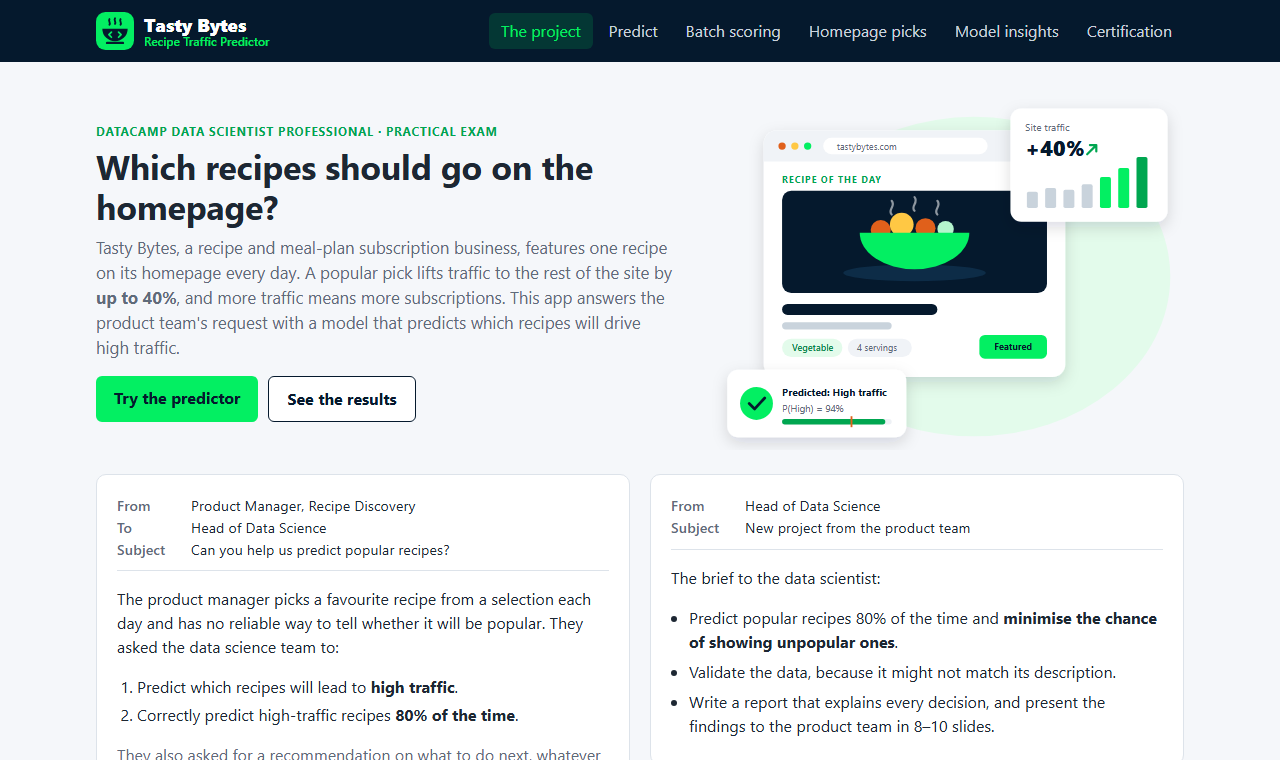 Tasty Bytes
Recipe Traffic Predictor
The project
Predict
Batch scoring
Homepage picks
Model insights
Certification
DATACAMP DATA SCIENTIST PROFESSIONAL · PRACTICAL EXAM
Which recipes should go on the
homepage?
Tasty Bytes, a recipe and meal-plan subscription business, features one recipe
on its homepage every day. A popular pick lifts traffic to the rest of the site by
up to 40%, and more traffic means more subscriptions. This app answers the
product team's request with a model that predicts which recipes will drive
high traffic.
Try the predictor
See the results
tastybytes.com
RECIPE OF THE DAY
Vegetable
4 servings
Featured
Site traffic
+40%
Predicted: High traffic
P(High) = 94%
From Product Manager, Recipe Discovery
To Head of Data Science
Subject Can you help us predict popular recipes?
The product manager picks a favourite recipe from a selection each
day and has no reliable way to tell whether it will be popular. They
asked the data science team to:
1. Predict which recipes will lead to high traffic.
2. Correctly predict high-traffic recipes 80% of the time.
They also asked for a recommendation on what to do next, whatever
From Head of Data Science
Subject New project from the product team
The brief to the data scientist:
• Predict popular recipes 80% of the time and minimise the chance
of showing unpopular ones.
• Validate the data, because it might not match its description.
• Write a report that explains every decision, and present the
findings to the product team in 8–10 slides.